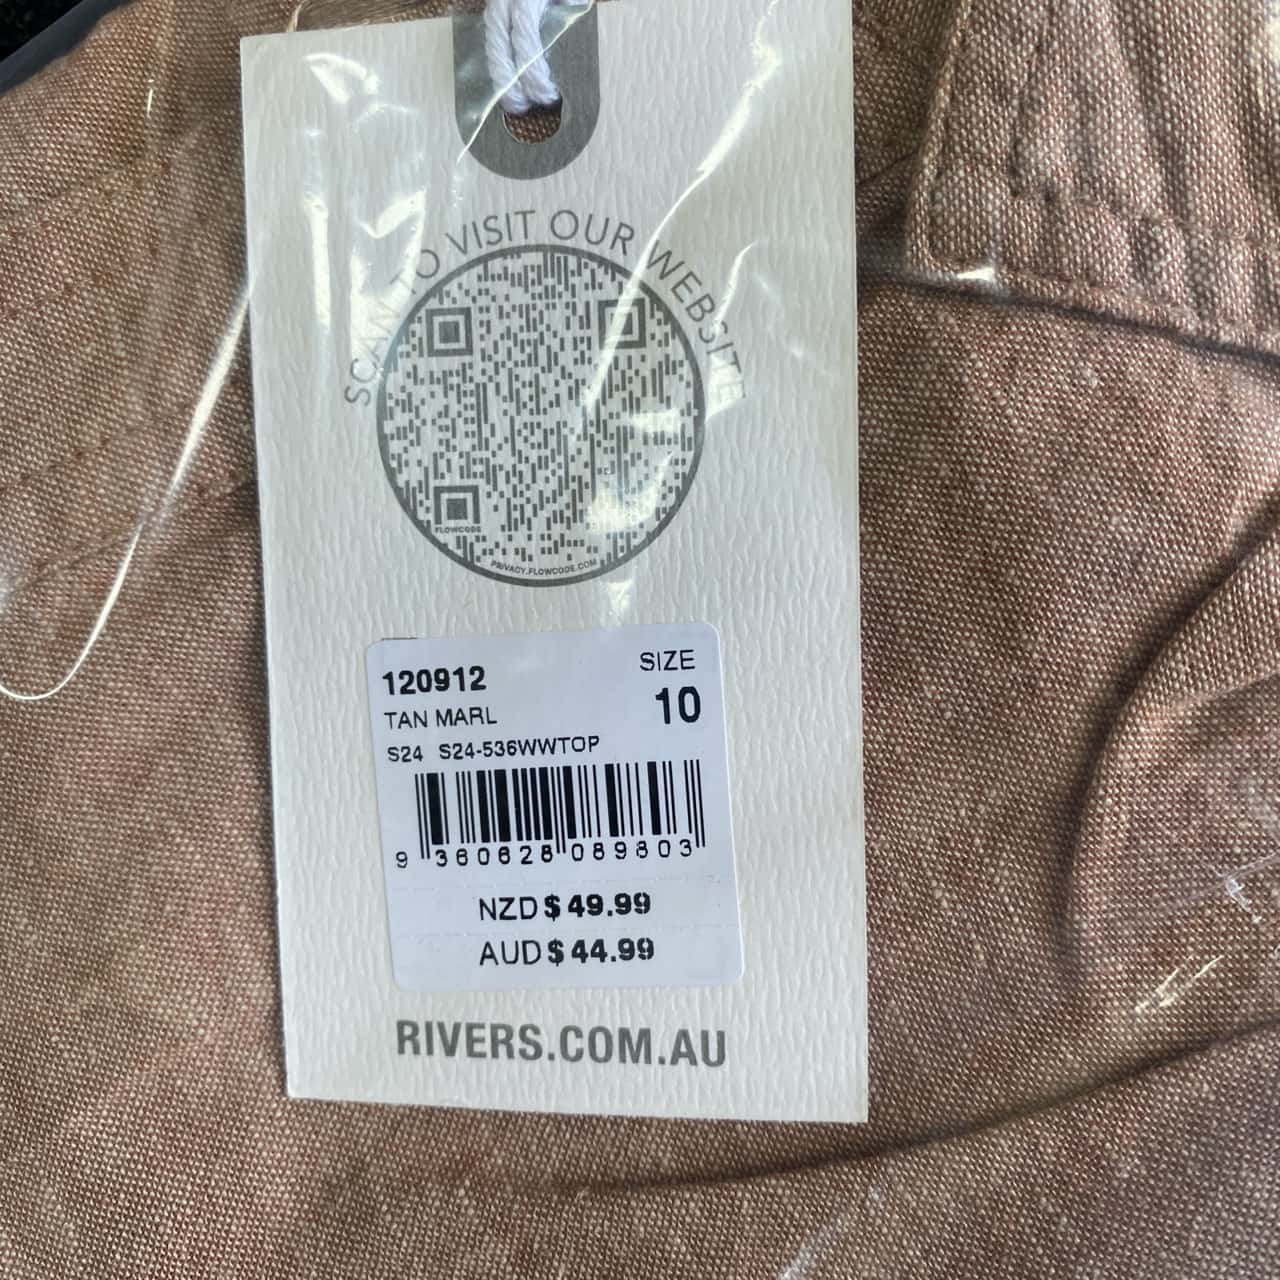 SCAN TO VISIT OUR WEBSITE
FLOWCODE
PRIVACY.FLOWCODE.COM
120912
SIZE
TAN MARL
10
S24 S24-536WWTOP
9 360628 089803
NZD $ 49.99
AUD $ 44.99
RIVERS.COM.AU